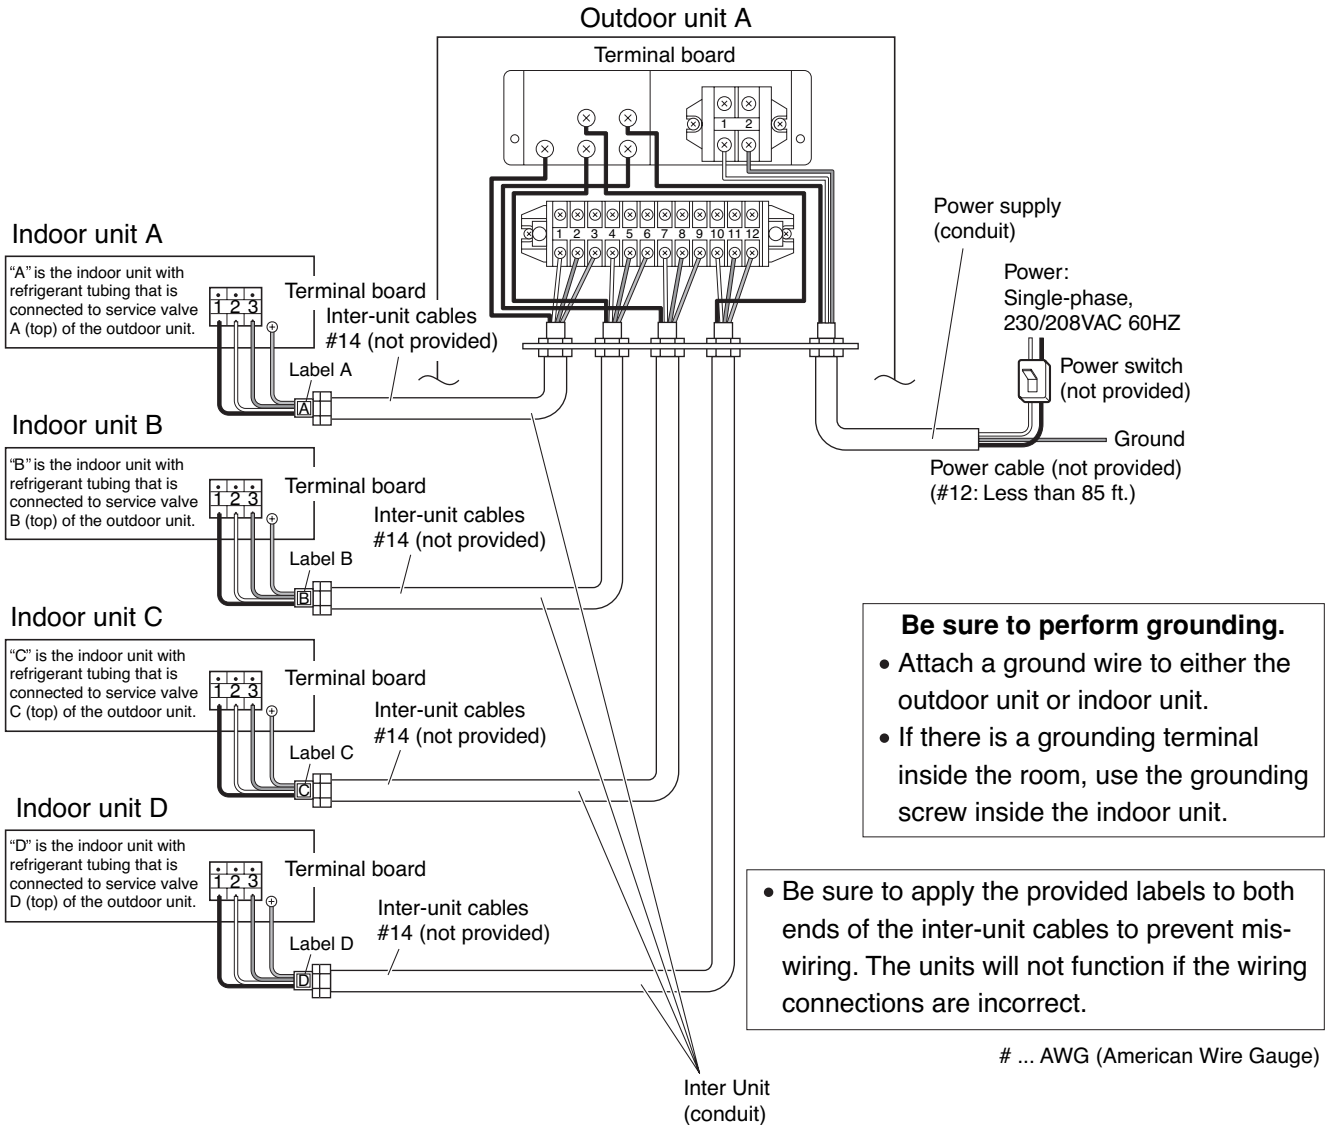 Outdoor unit A
Terminal board
1 2
1 2 3 4 5 6 7 8 9 10 11 12
Power supply
(conduit)
Power:
Single-phase,
230/208VAC 60HZ
Power switch
(not provided)
Ground
Power cable (not provided)
(#12: Less than 85 ft.)
Indoor unit A
“A” is the indoor unit with
refrigerant tubing that is
connected to service valve
A (top) of the outdoor unit.
1 2 3
Terminal board
Inter-unit cables
#14 (not provided)
Label A
A
Indoor unit B
“B” is the indoor unit with
refrigerant tubing that is
connected to service valve
B (top) of the outdoor unit.
1 2 3
Terminal board
Inter-unit cables
#14 (not provided)
Label B
B
Indoor unit C
“C” is the indoor unit with
refrigerant tubing that is
connected to service valve
C (top) of the outdoor unit.
1 2 3
Terminal board
Inter-unit cables
#14 (not provided)
Label C
C
Indoor unit D
“D” is the indoor unit with
refrigerant tubing that is
connected to service valve
D (top) of the outdoor unit.
1 2 3
Terminal board
Inter-unit cables
#14 (not provided)
Label D
D
Inter Unit
(conduit)
Be sure to perform grounding.
• Attach a ground wire to either the
outdoor unit or indoor unit.
• If there is a grounding terminal
inside the room, use the grounding
screw inside the indoor unit.
• Be sure to apply the provided labels to both
ends of the inter-unit cables to prevent mis-
wiring. The units will not function if the wiring
connections are incorrect.
# ... AWG (American Wire Gauge)